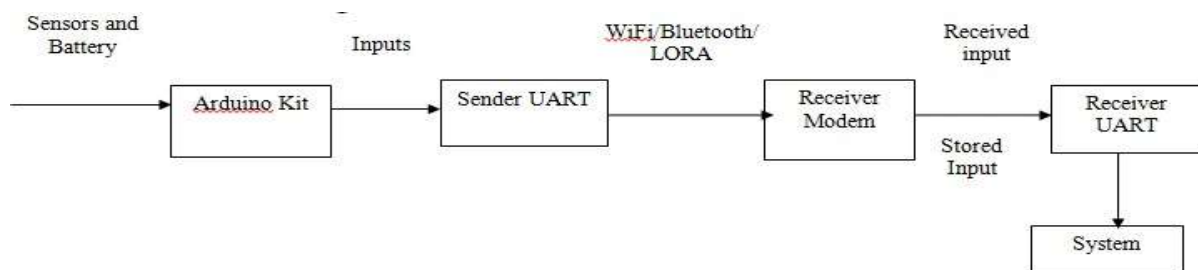 Sensors and
Battery
Inputs
WiFi/Bluetooth/
LORA
Received
input
Arduino Kit
Sender UART
Receiver
Modem
Receiver
UART
Stored
Input
System